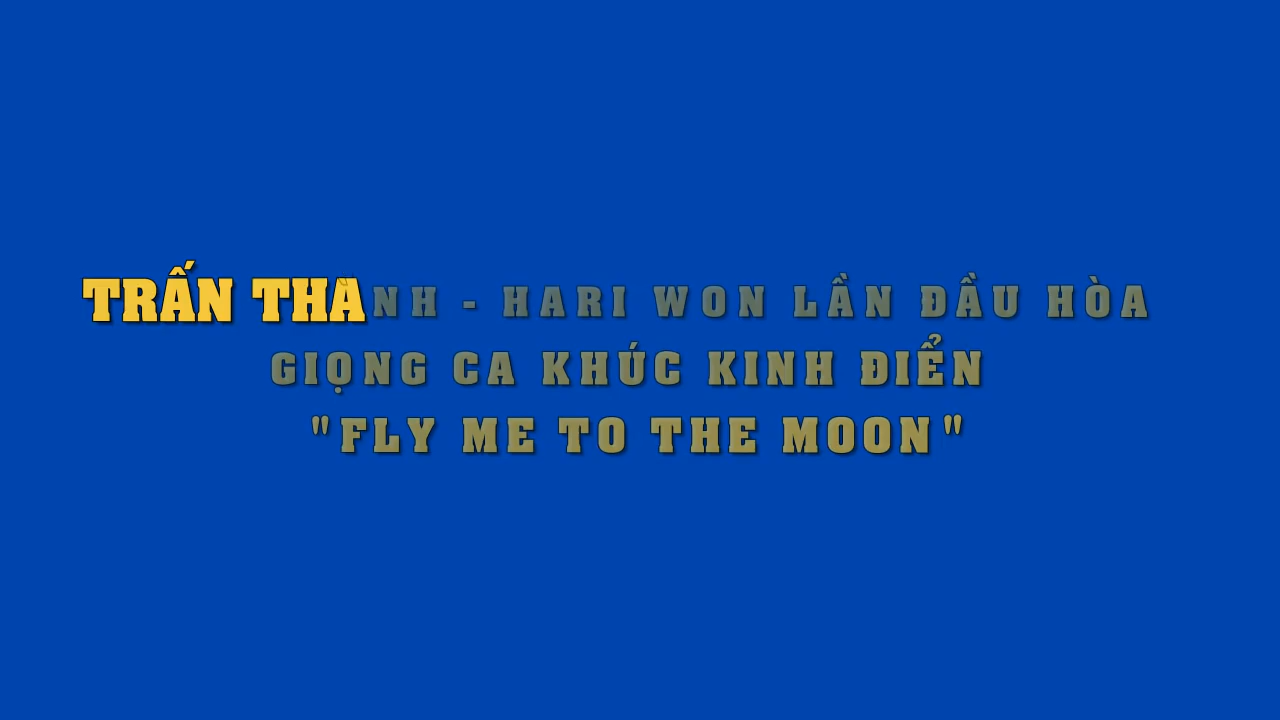 TRẤN THÀNH - HARI WON LẦN ĐẦU HÒA
GIỌNG CA KHÚC KINH ĐIỂN
"FLY ME TO THE MOON"